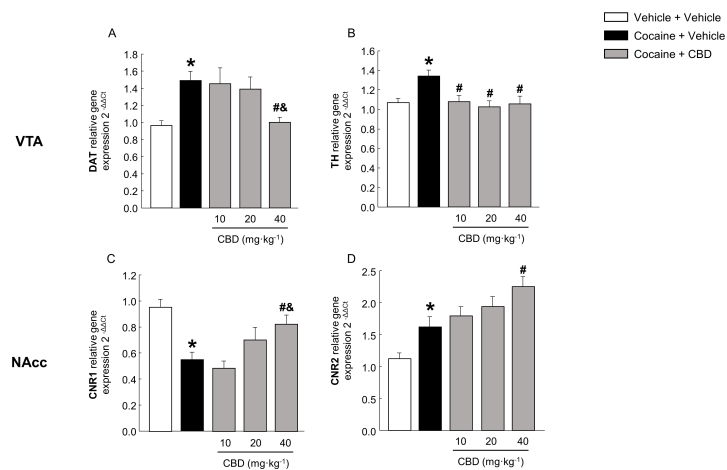 Vehicle + Vehicle
Cocaine + Vehicle
Cocaine + CBD
VTA
A
DAT relative gene
expression 2 -ΔΔCt
1.8
1.6
1.4
1.2
1.0
0.8
0.6
0.4
0.2
0.0
*
#&
10 20 40
CBD (mg·kg-1)
B
TH relative gene
expression 2 -ΔΔCt
1.6
1.4
1.2
1.0
0.8
0.6
0.4
0.2
0.0
*
# # #
10 20 40
CBD (mg·kg-1)
NAcc
C
CNR1 relative gene
expression 2 -ΔΔCt
1.2
1.0
0.8
0.6
0.4
0.2
0.0
*
#&
10 20 40
CBD (mg·kg-1)
D
CNR2 relative gene
expression 2 -ΔΔCt
2.5
2.0
1.5
1.0
0.5
0.0
*
#
10 20 40
CBD (mg·kg-1)